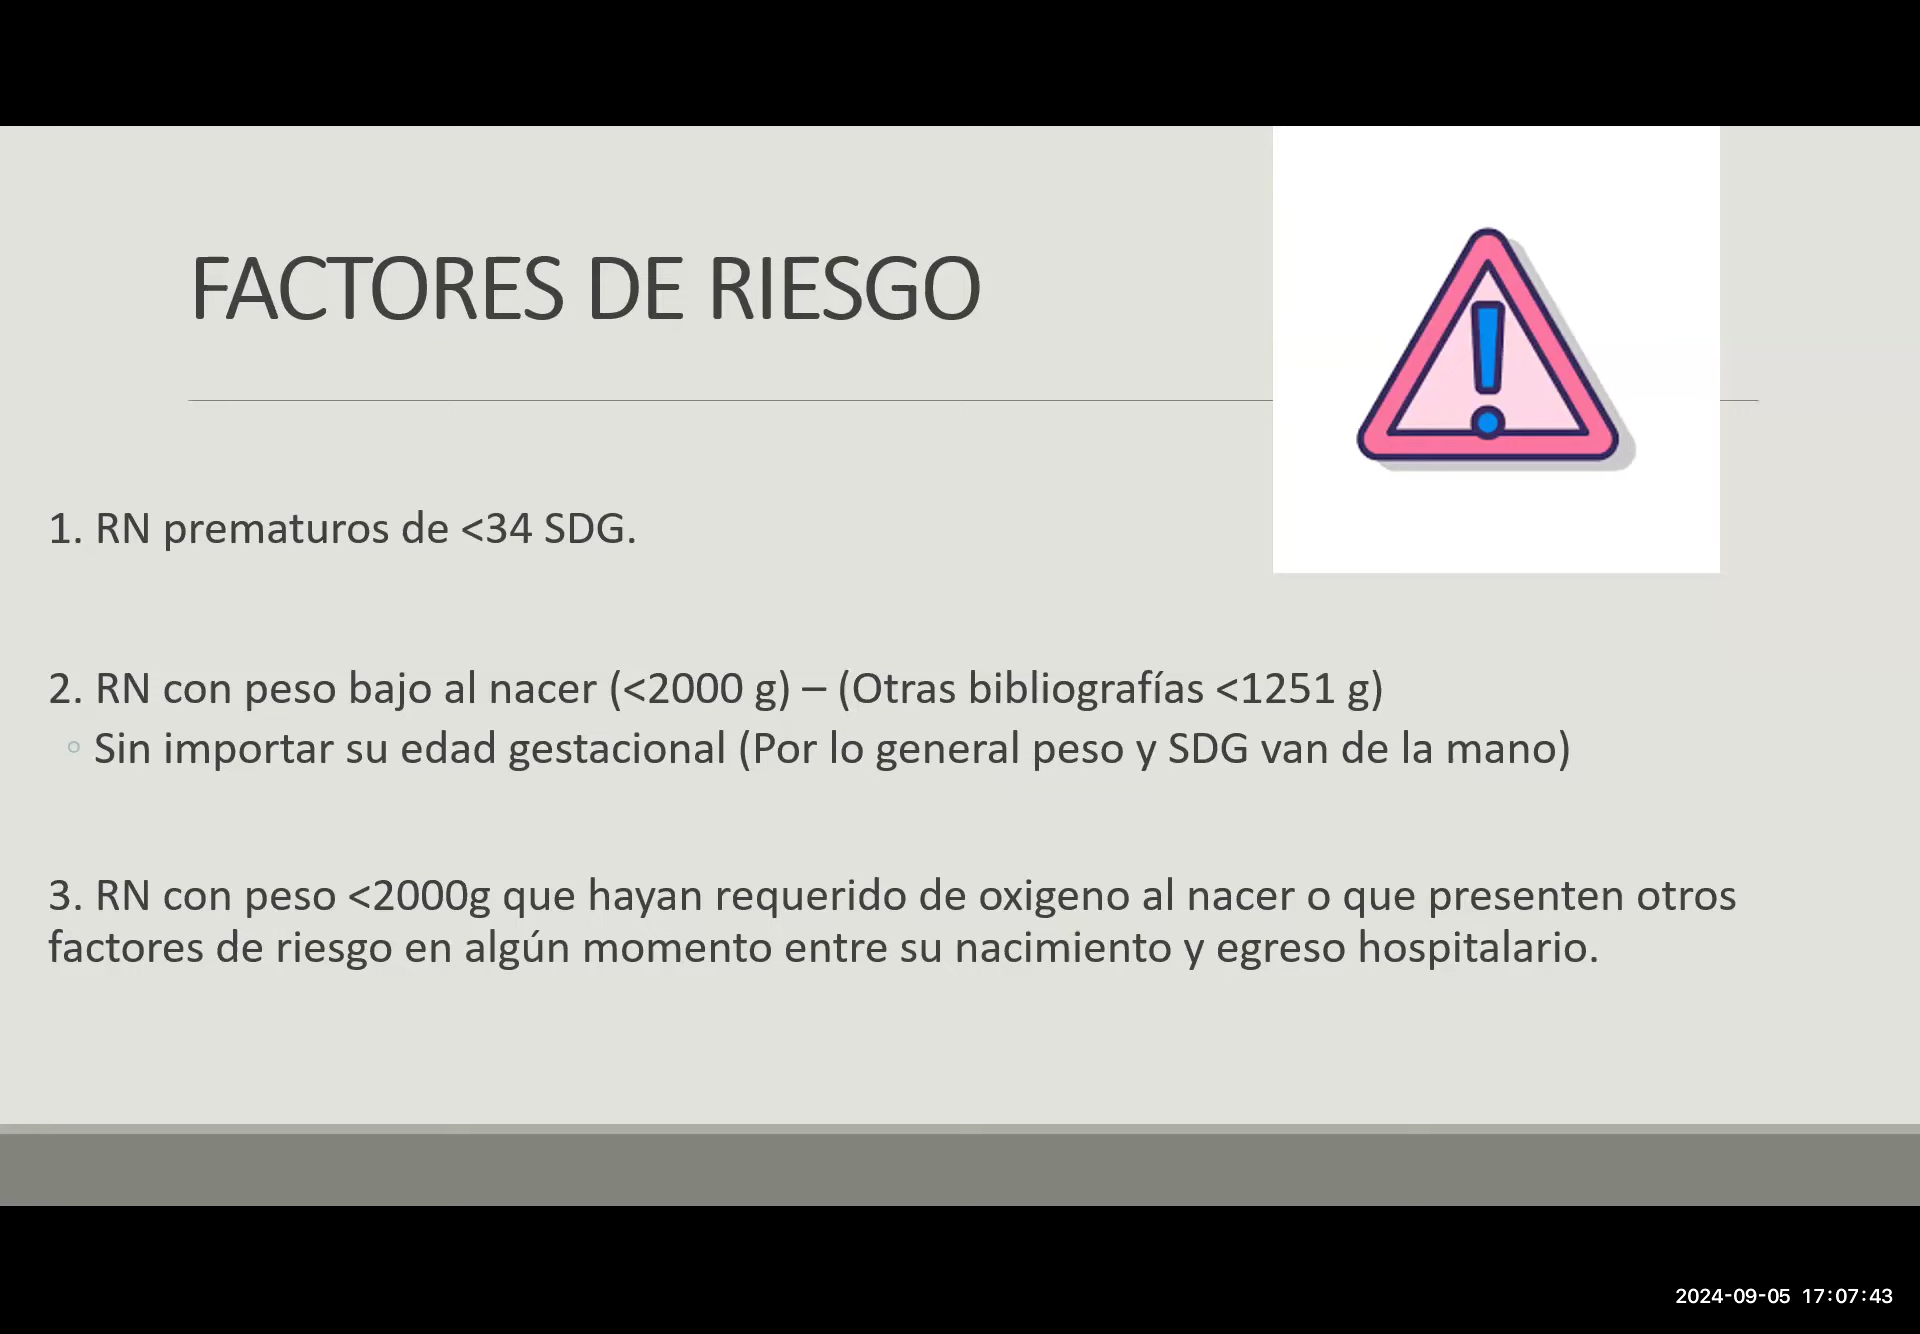 FACTORES DE RIESGO
1. RN prematuros de <34 SDG.
2. RN con peso bajo al nacer (<2000 g) – (Otras bibliografías <1251 g)
◦ Sin importar su edad gestacional (Por lo general peso y SDG van de la mano)
3. RN con peso <2000g que hayan requerido de oxigeno al nacer o que presenten otros
factores de riesgo en algún momento entre su nacimiento y egreso hospitalario.
2024-09-05 17:07:43